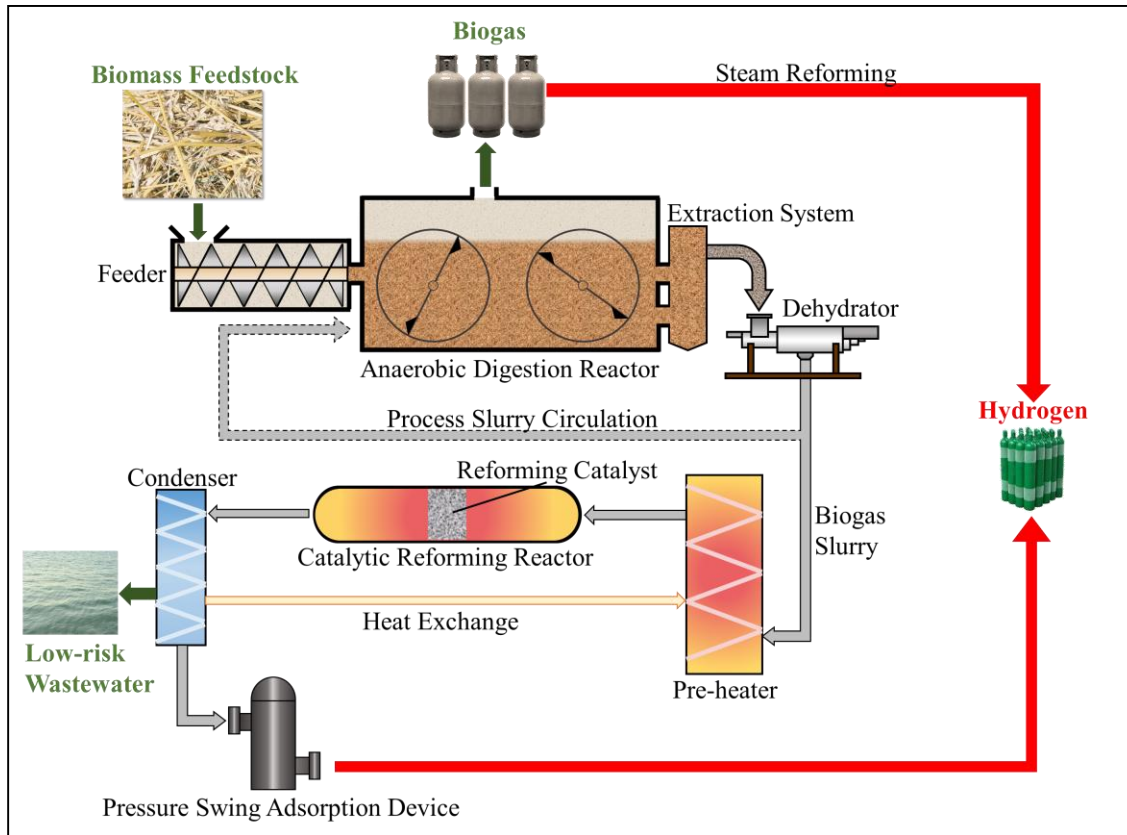 Biogas
Biomass Feedstock
Steam Reforming
Extraction System
Feeder
Dehydrator
Anaerobic Digestion Reactor
Process Slurry Circulation
Hydrogen
Condenser
Reforming Catalyst
Biogas
Slurry
Catalytic Reforming Reactor
Heat Exchange
Low-risk
Wastewater
Pre-heater
Pressure Swing Adsorption Device